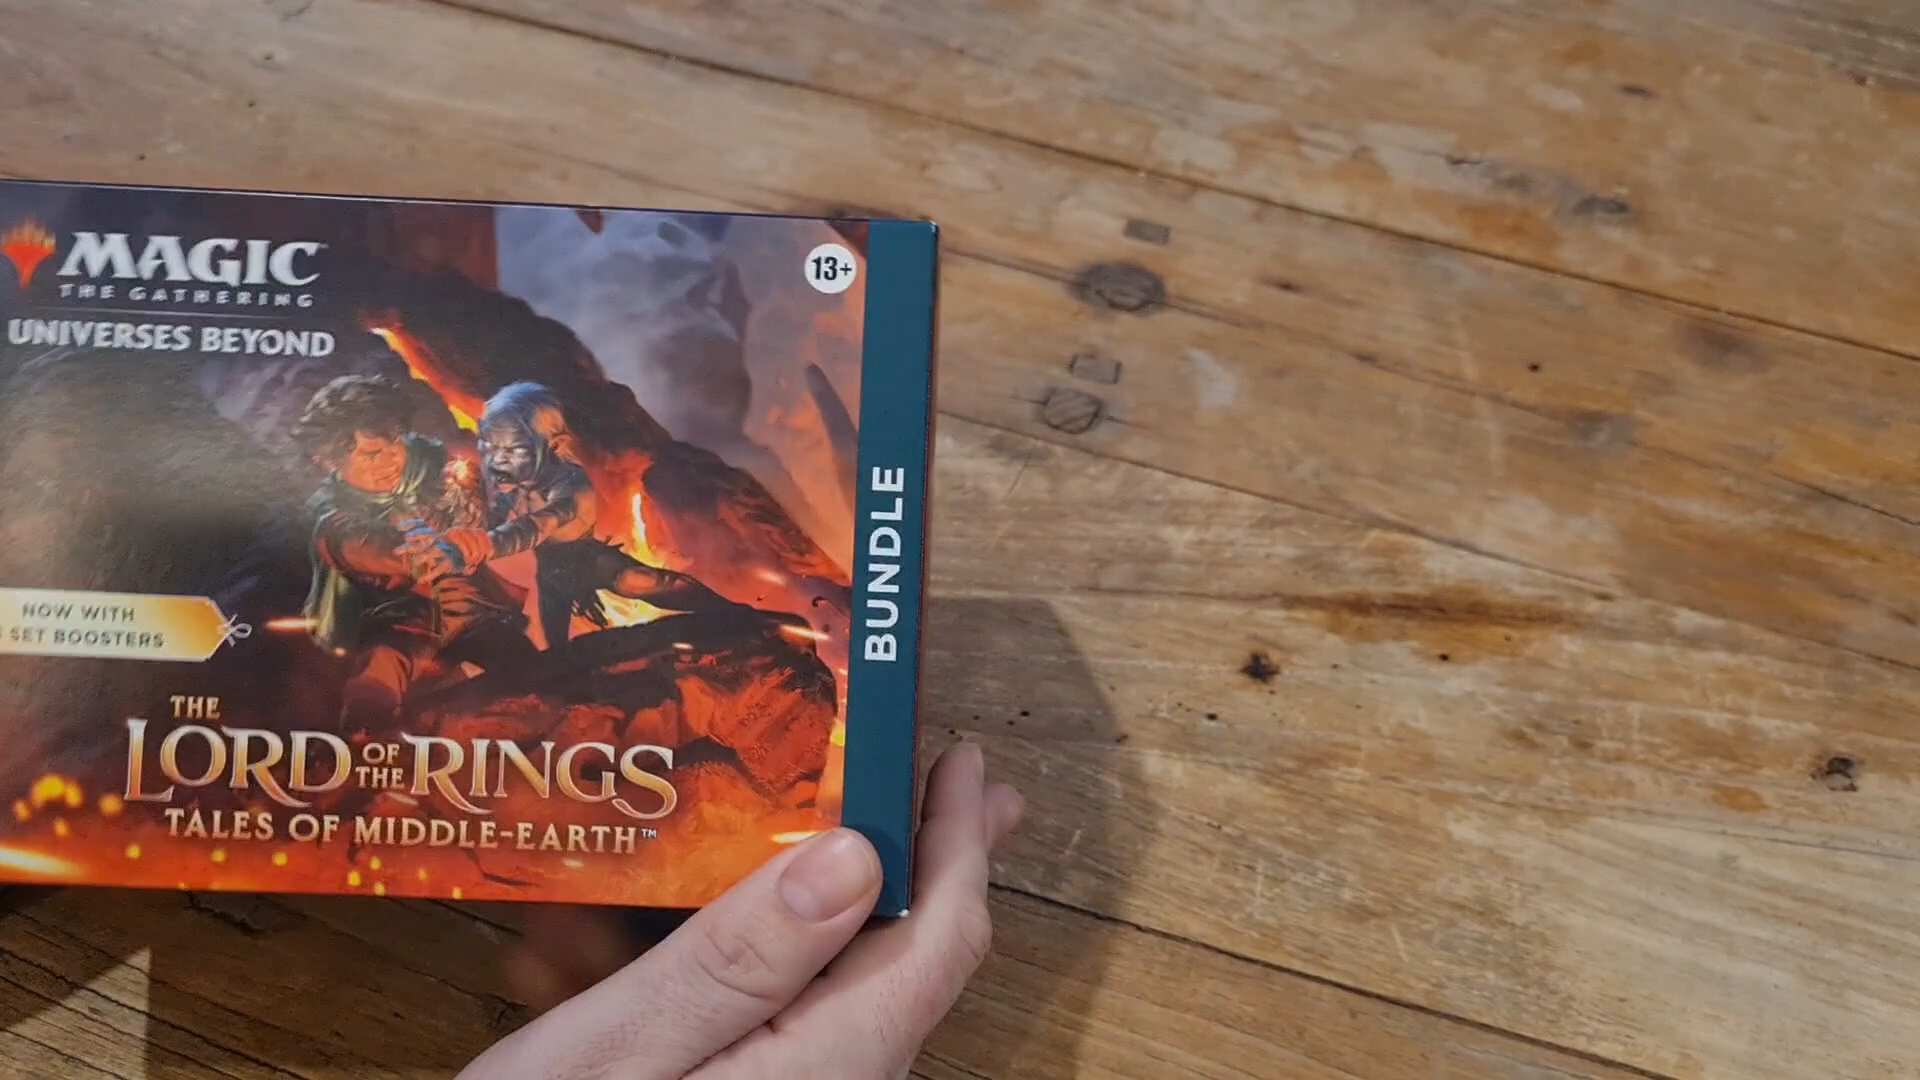 MAGIC
THE GATHERING
UNIVERSES BEYOND
13+
BUNDLE
NOW WITH
SET BOOSTERS
THE
LORD OF THE RINGS
TALES OF MIDDLE-EARTH™